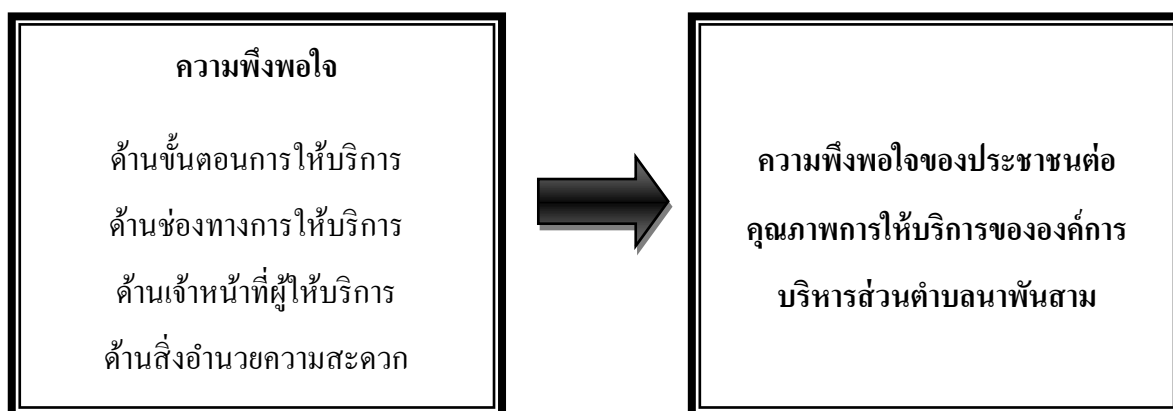 ความพึงพอใจ
ด้านขั้นตอนการให้บริการ
ด้านช่องทางการให้บริการ
ด้านเจ้าหน้าที่ผู้ให้บริการ
ด้านสิ่งอำนวยความสะดวก
ความพึงพอใจของประชาชนต่อ
คุณภาพการให้บริการขององค์การ
บริหารส่วนตำบลนาพันสาม